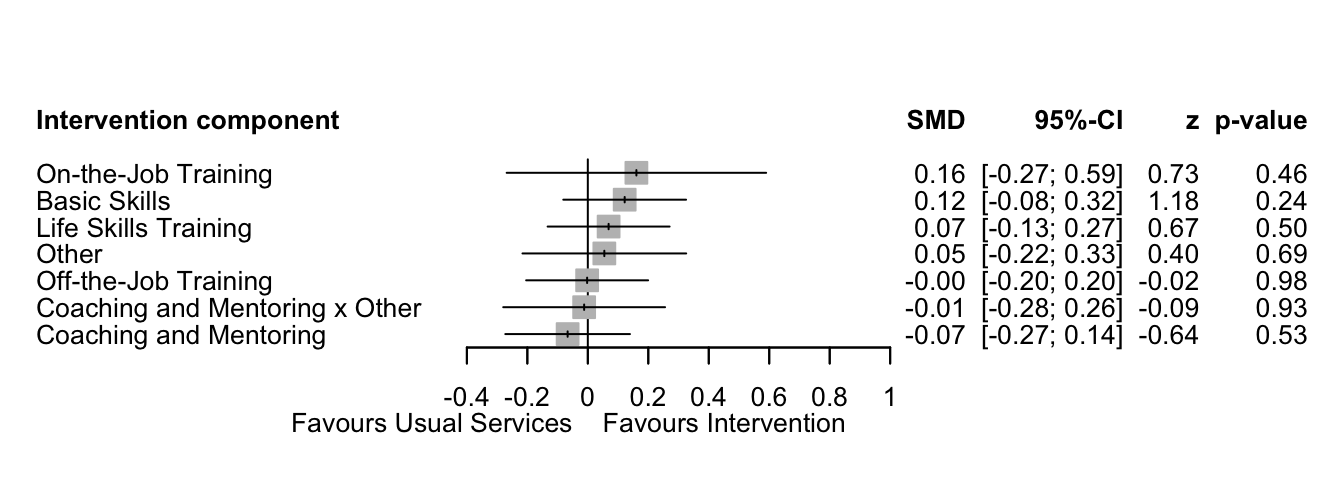 Intervention component SMD 95%-CI z p-value
On-the-Job Training 0.16 [-0.27; 0.59] 0.73 0.46
Basic Skills 0.12 [-0.08; 0.32] 1.18 0.24
Life Skills Training 0.07 [-0.13; 0.27] 0.67 0.50
Other 0.05 [-0.22; 0.33] 0.40 0.69
Off-the-Job Training -0.00 [-0.20; 0.20] -0.02 0.98
Coaching and Mentoring x Other -0.01 [-0.28; 0.26] -0.09 0.93
Coaching and Mentoring -0.07 [-0.27; 0.14] -0.64 0.53
-0.4 -0.2 0 0.2 0.4 0.6 0.8 1
Favours Usual Services Favours Intervention